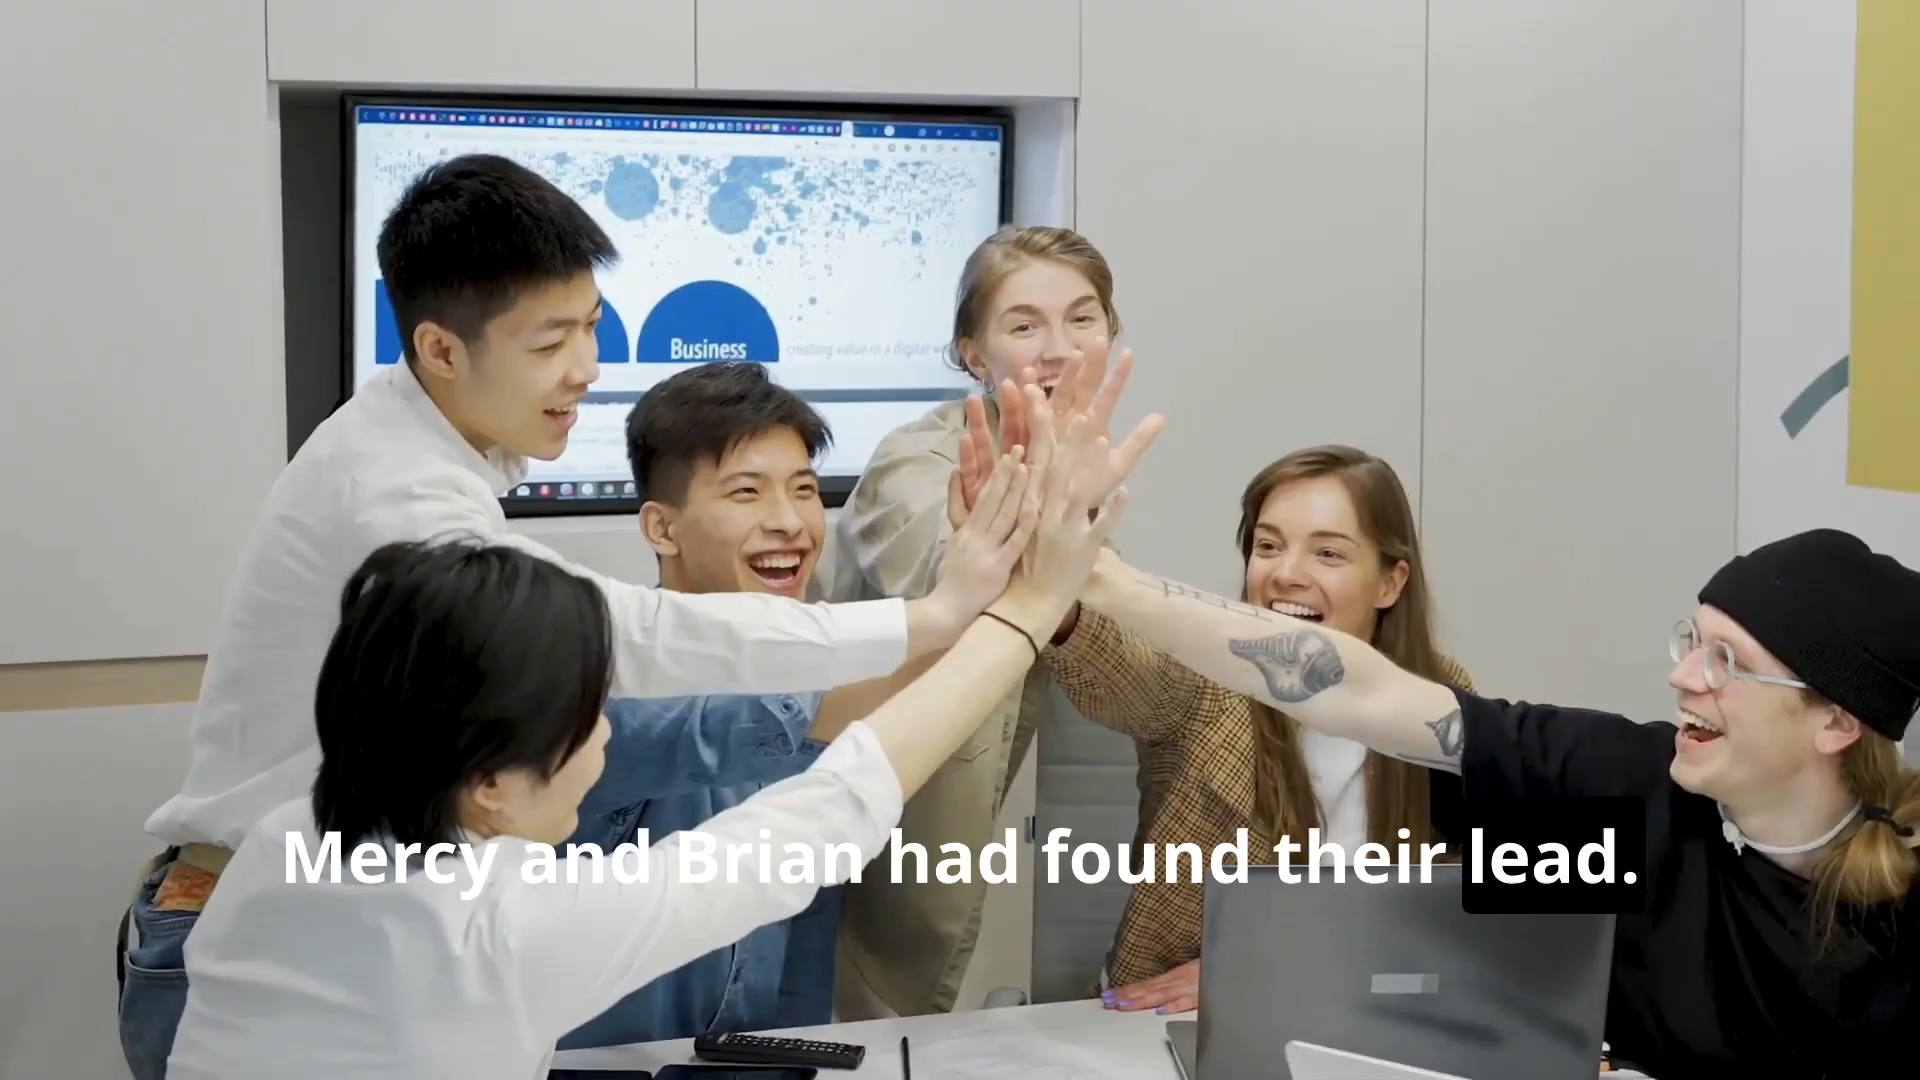 Business
creating value in a digital
Mercy and Brian had found their lead.